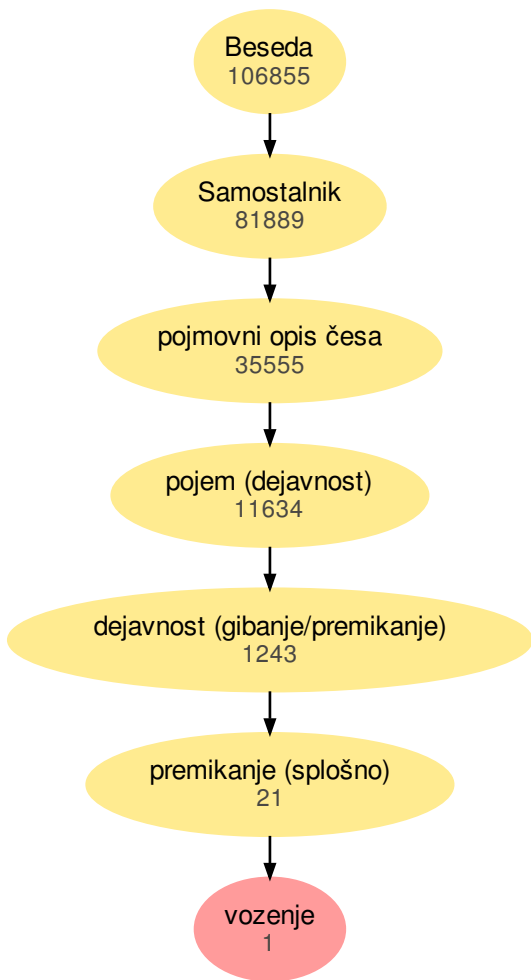 Beseda
106855
Samostalnik
81889
pojmovni opis česa
35555
pojem (dejavnost)
11634
dejavnost (gibanje/premikanje)
1243
premikanje (splošno)
21
vozenje
1